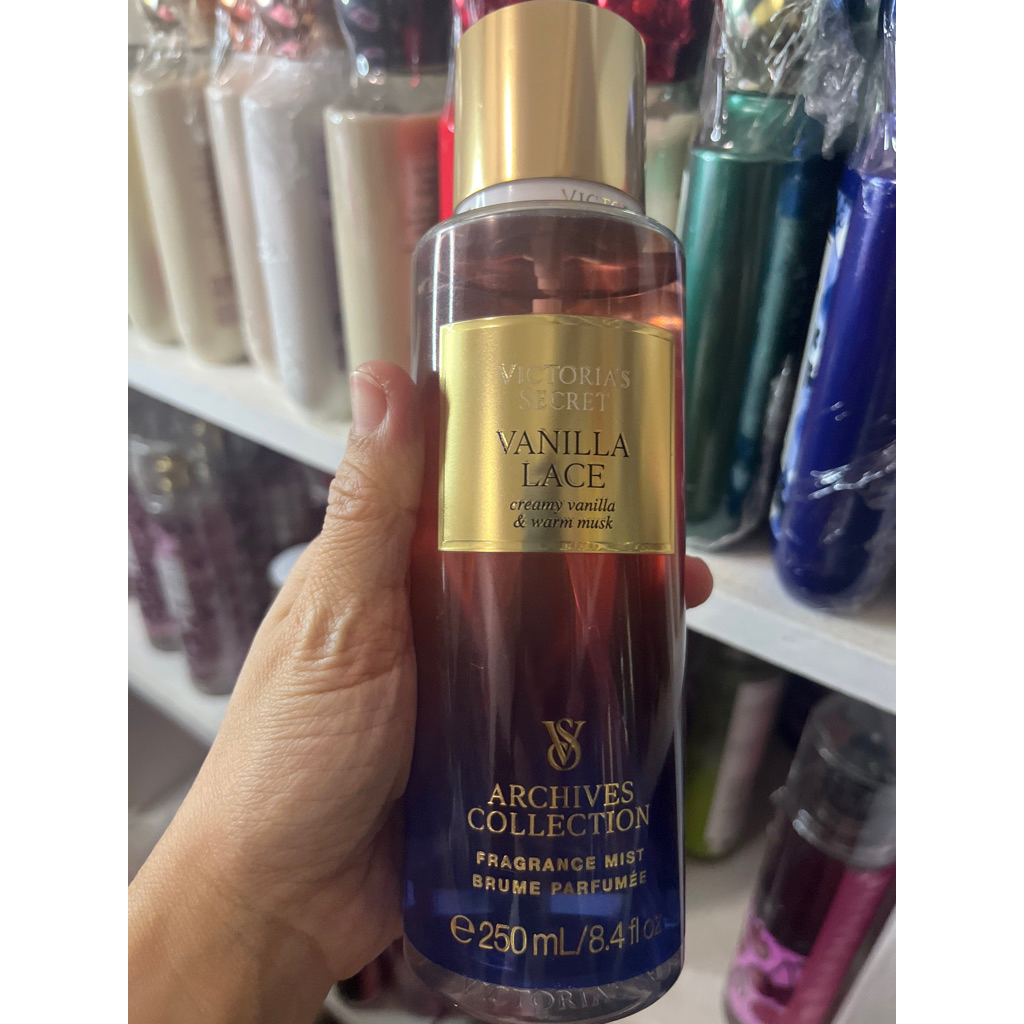 VICTORIA'S
SECRET
VANILLA
LACE
creamy vanilla
& warm musk
VS
ARCHIVES
COLLECTION
FRAGRANCE MIST
BRUME PARFUMÉE
℮ 250 mL/8.4 fl oz